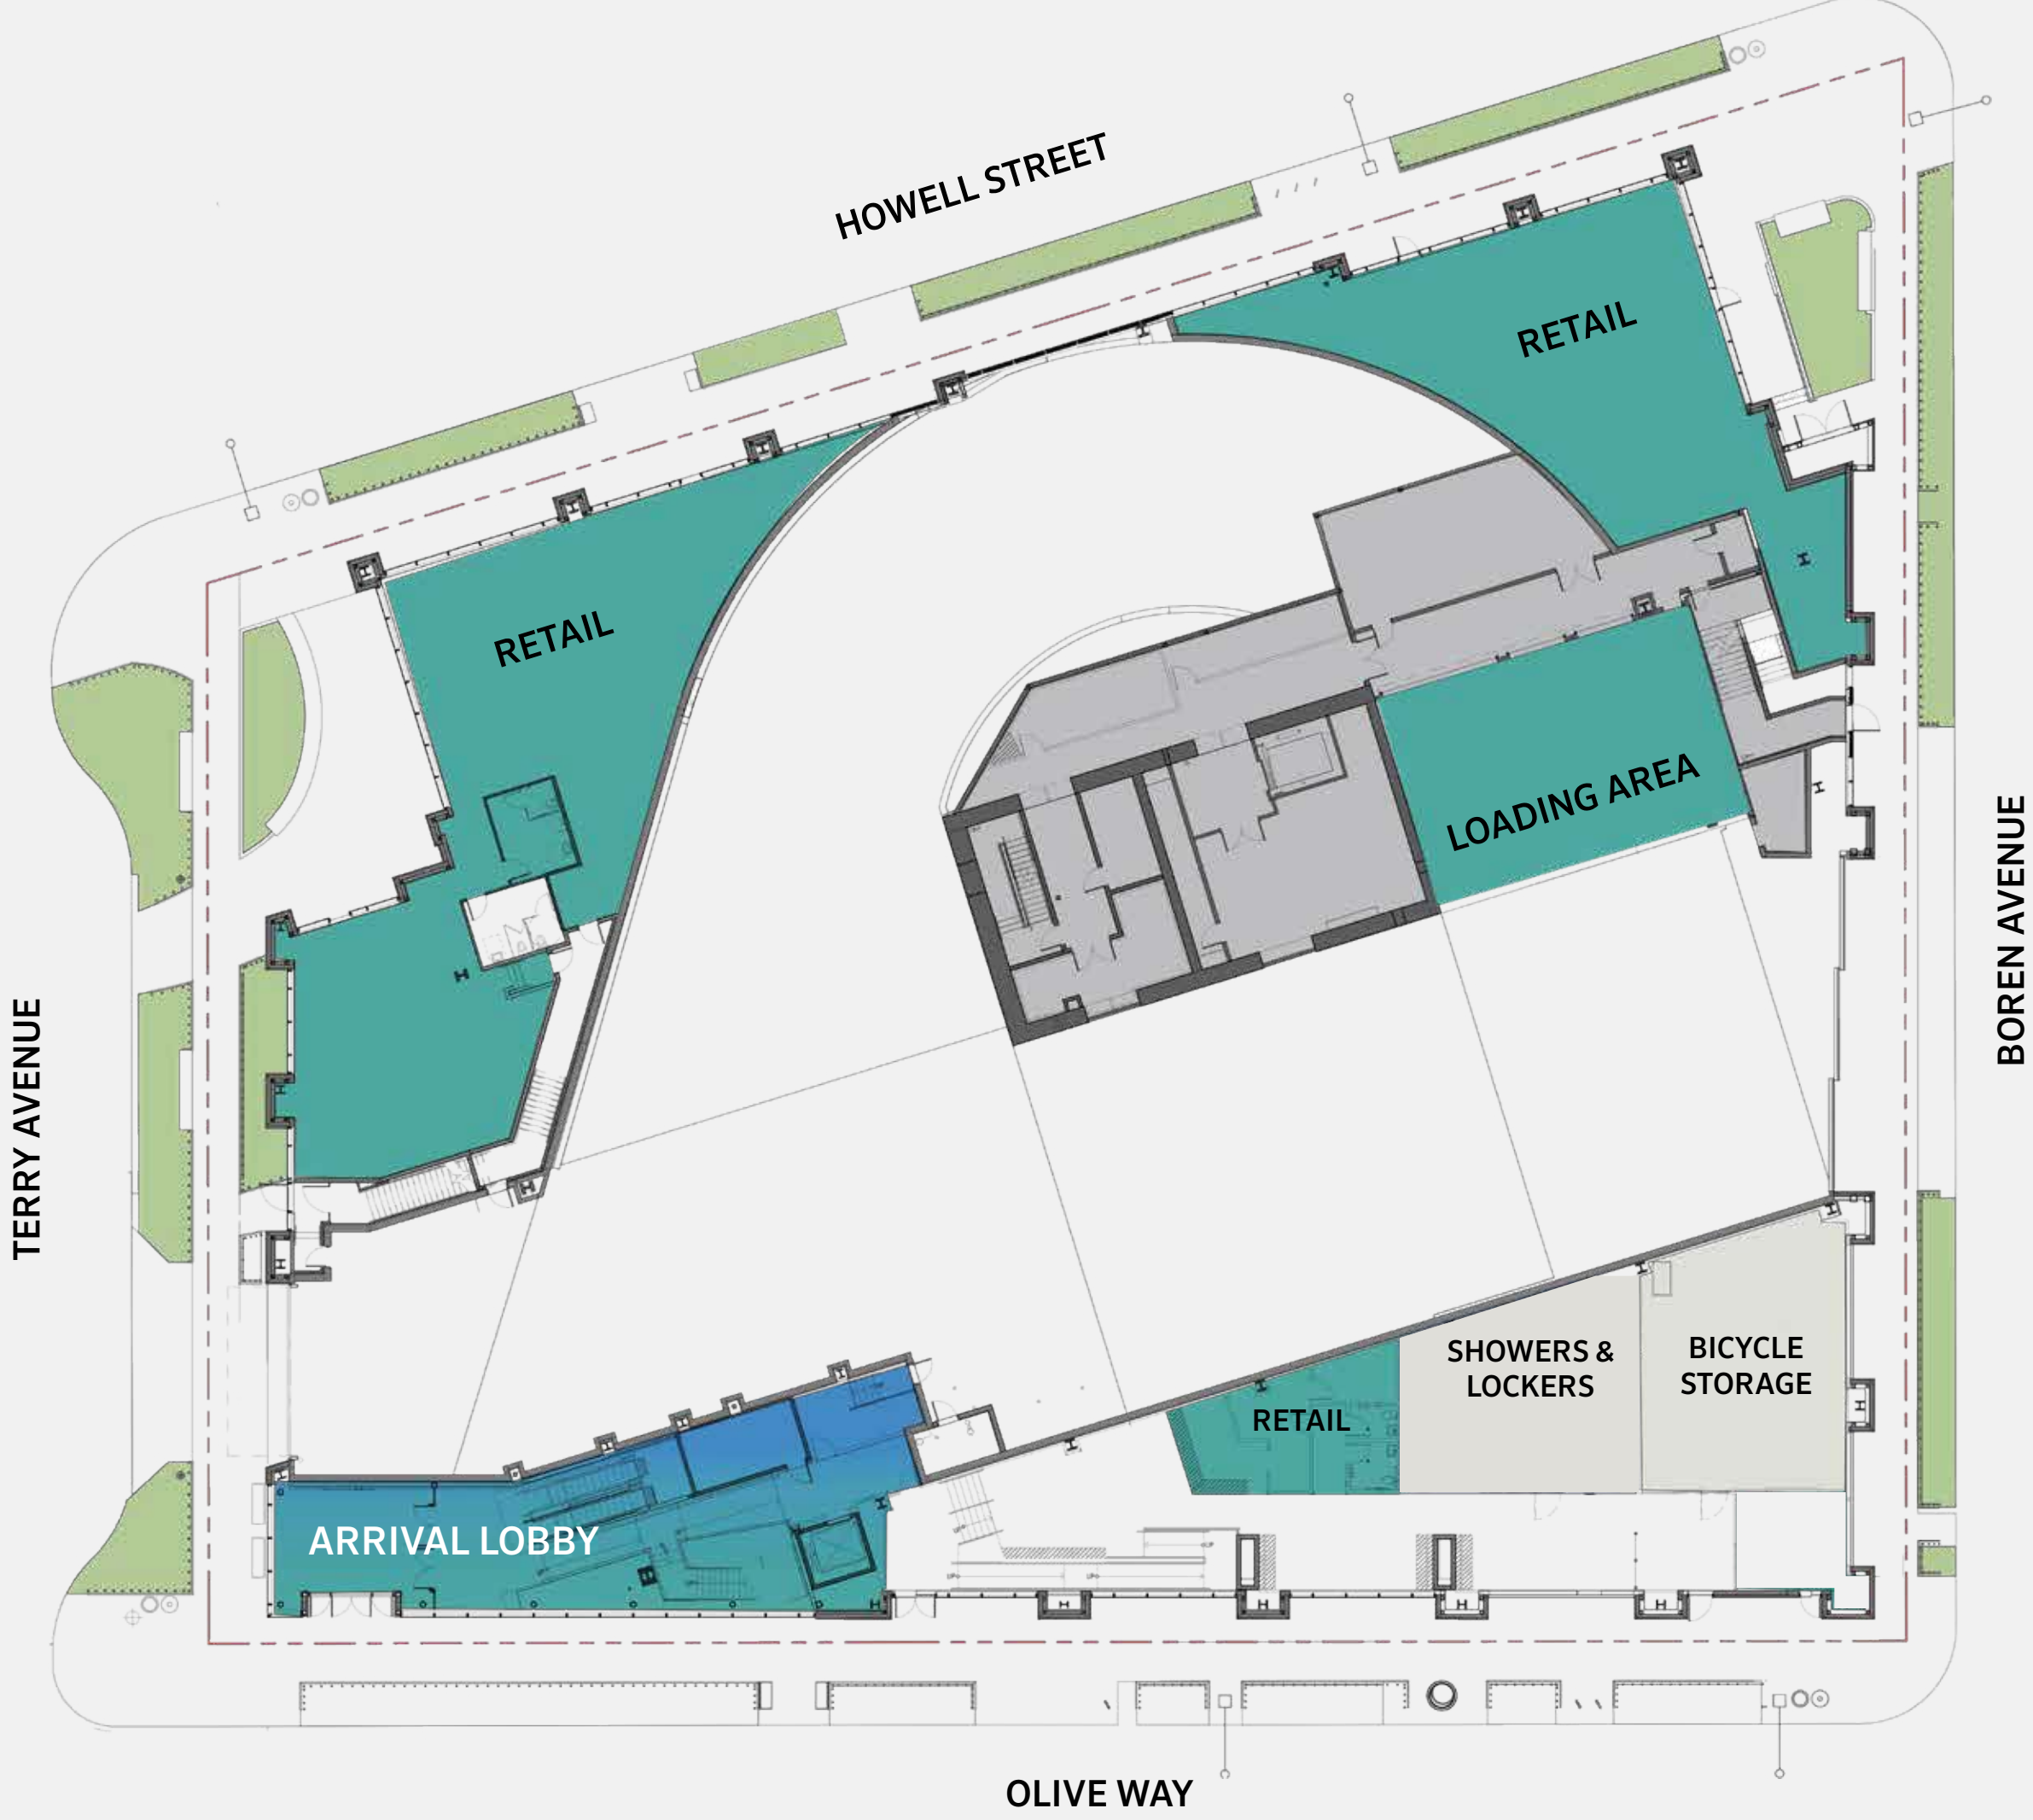 HOWELL STREET
RETAIL
RETAIL
LOADING AREA
TERRY AVENUE
BOREN AVENUE
SHOWERS &
LOCKERS
BICYCLE
STORAGE
RETAIL
ARRIVAL LOBBY
OLIVE WAY